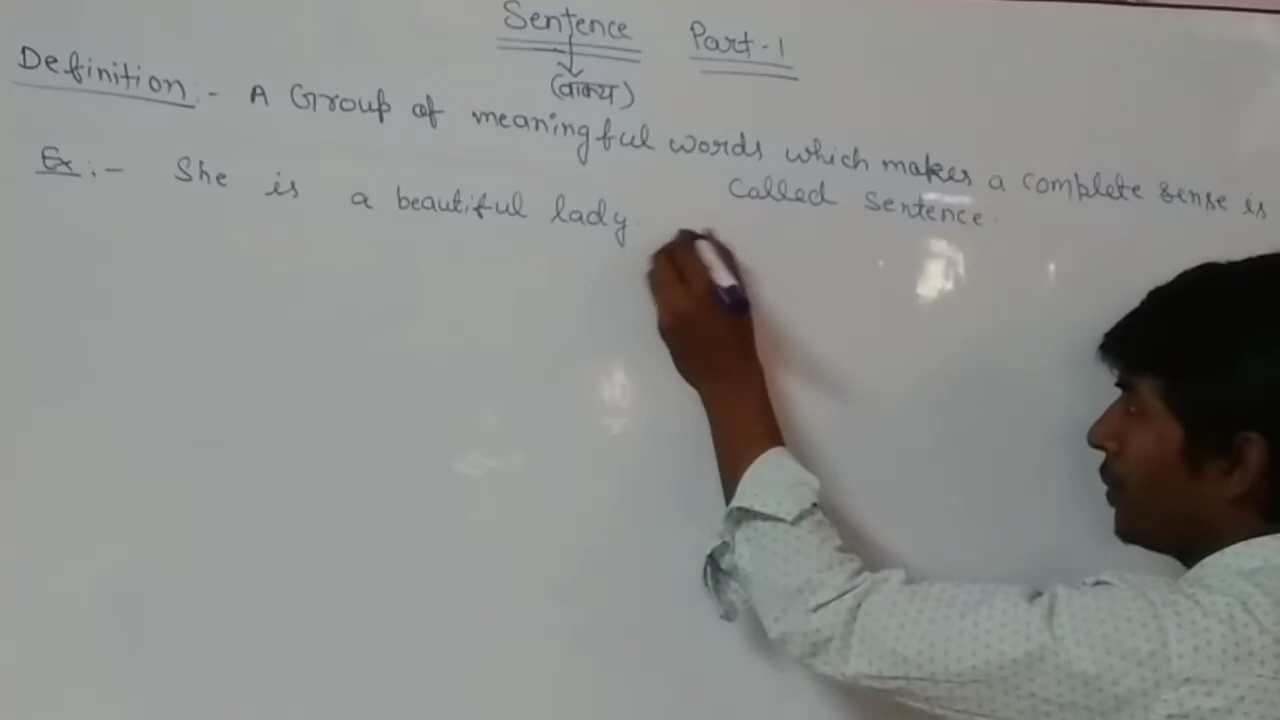 Sentence Part-1
(वाक्य)
Definition:- A Group of meaningful words which makes a complete sense is
called sentence.
Ex:- She is a beautiful lady.